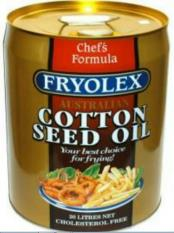 Chef's
Formula
FRYOLEX
AUSTRALIAN
COTTON
SEED OIL
Your best choice
for frying!
20 LITRES NET
CHOLESTEROL FREE